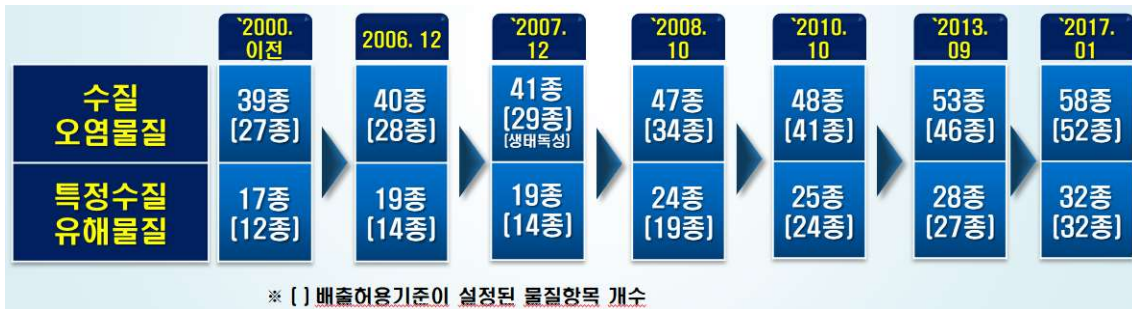 `2000. 이전
2006. 12
`2007. 12
`2008. 10
`2010. 10
`2013. 09
`2017. 01
수질 오염물질
39종 (27종)
40종 (28종)
41종 (29종) (생태독성)
47종 (34종)
48종 (41종)
53종 (46종)
58종 (52종)
특정수질 유해물질
17종 (12종)
19종 (14종)
19종 (14종)
24종 (19종)
25종 (24종)
28종 (27종)
32종 (32종)
※ ( ) 배출허용기준이 설정된 물질항목 개수